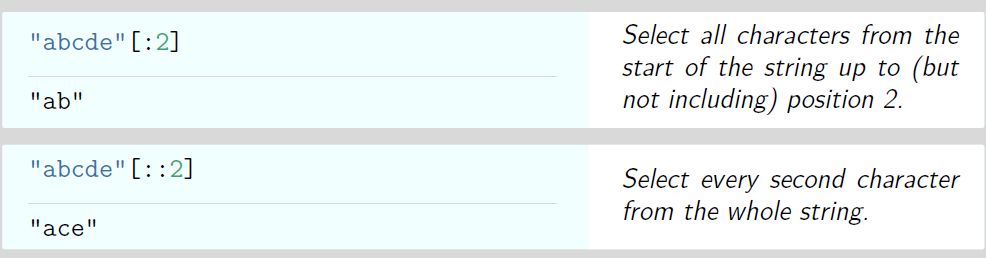 "abcde"[:2]
"ab"
Select all characters from the
start of the string up to (but
not including) position 2.
"abcde"[::2]
"ace"
Select every second character
from the whole string.